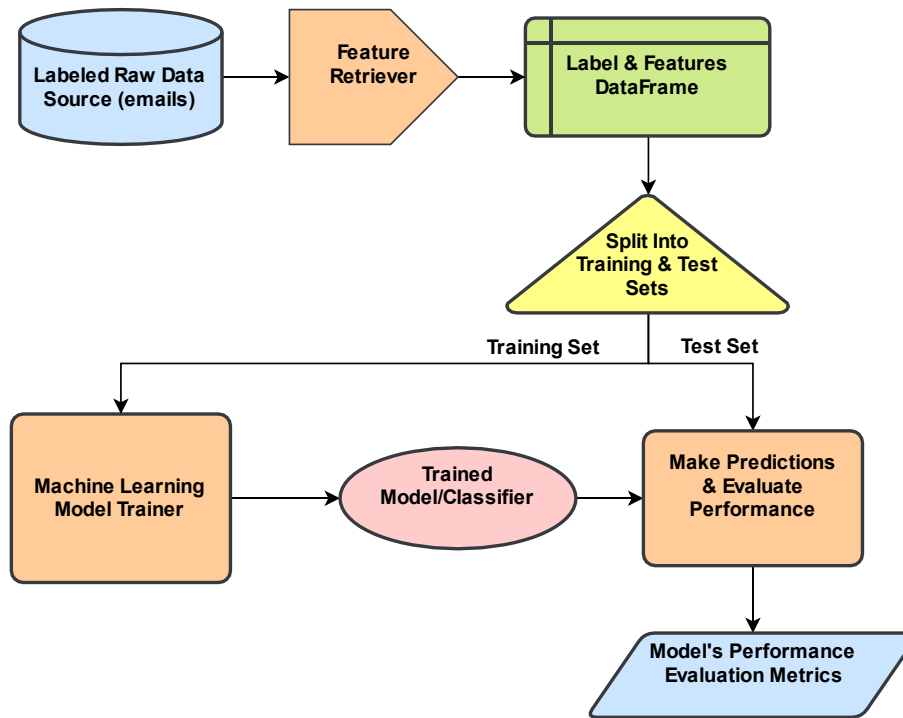 Labeled Raw Data
Source (emails)
Feature
Retriever
Label & Features
DataFrame
Split Into
Training & Test
Sets
Training Set
Test Set
Machine Learning
Model Trainer
Trained
Model/Classifier
Make Predictions
& Evaluate
Performance
Model's Performance
Evaluation Metrics